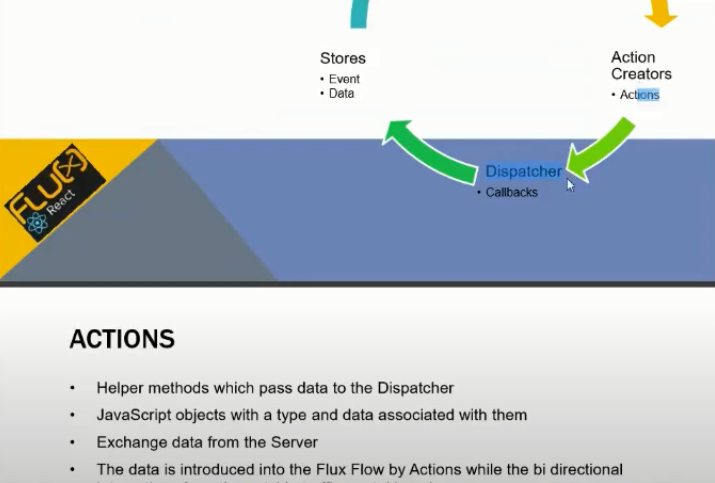 Stores
• Event
• Data
Action
Creators
• Actions
Dispatcher
• Callbacks
FLU(X)
React
ACTIONS
• Helper methods which pass data to the Dispatcher
• JavaScript objects with a type and data associated with them
• Exchange data from the Server
• The data is introduced into the Flux Flow by Actions while the bi directional